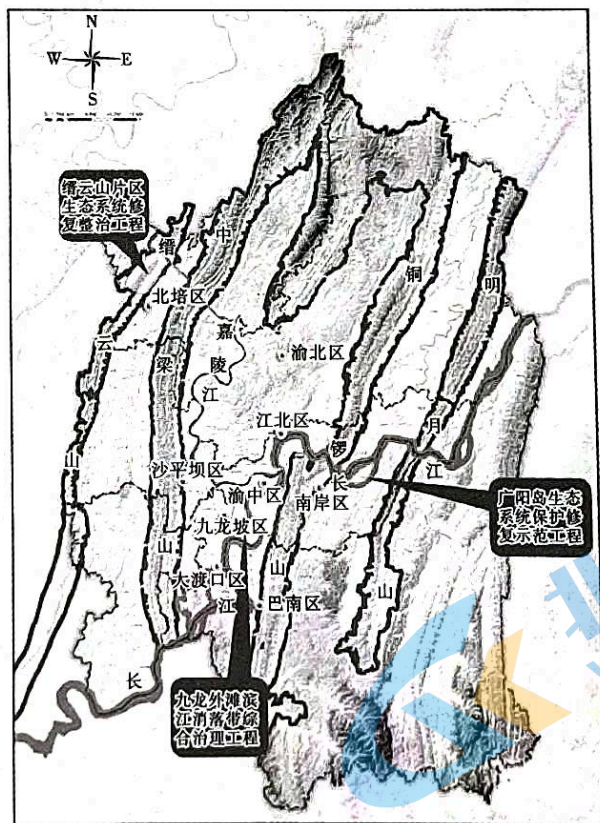 N
W E
S
缙云山片区
生态系统修
复整治工程
缙
云
山
中
梁
山
北培区
嘉
陵
江
渝北区
铜
锣
山
明
月
山
江北区
沙平坝区
渝中区
南岸区
长
江
广阳岛生态
系统保护修
复示范工程
九龙坡区
大渡口区
巴南区
江
长
九龙外滩滨
江消落带综
合治理工程